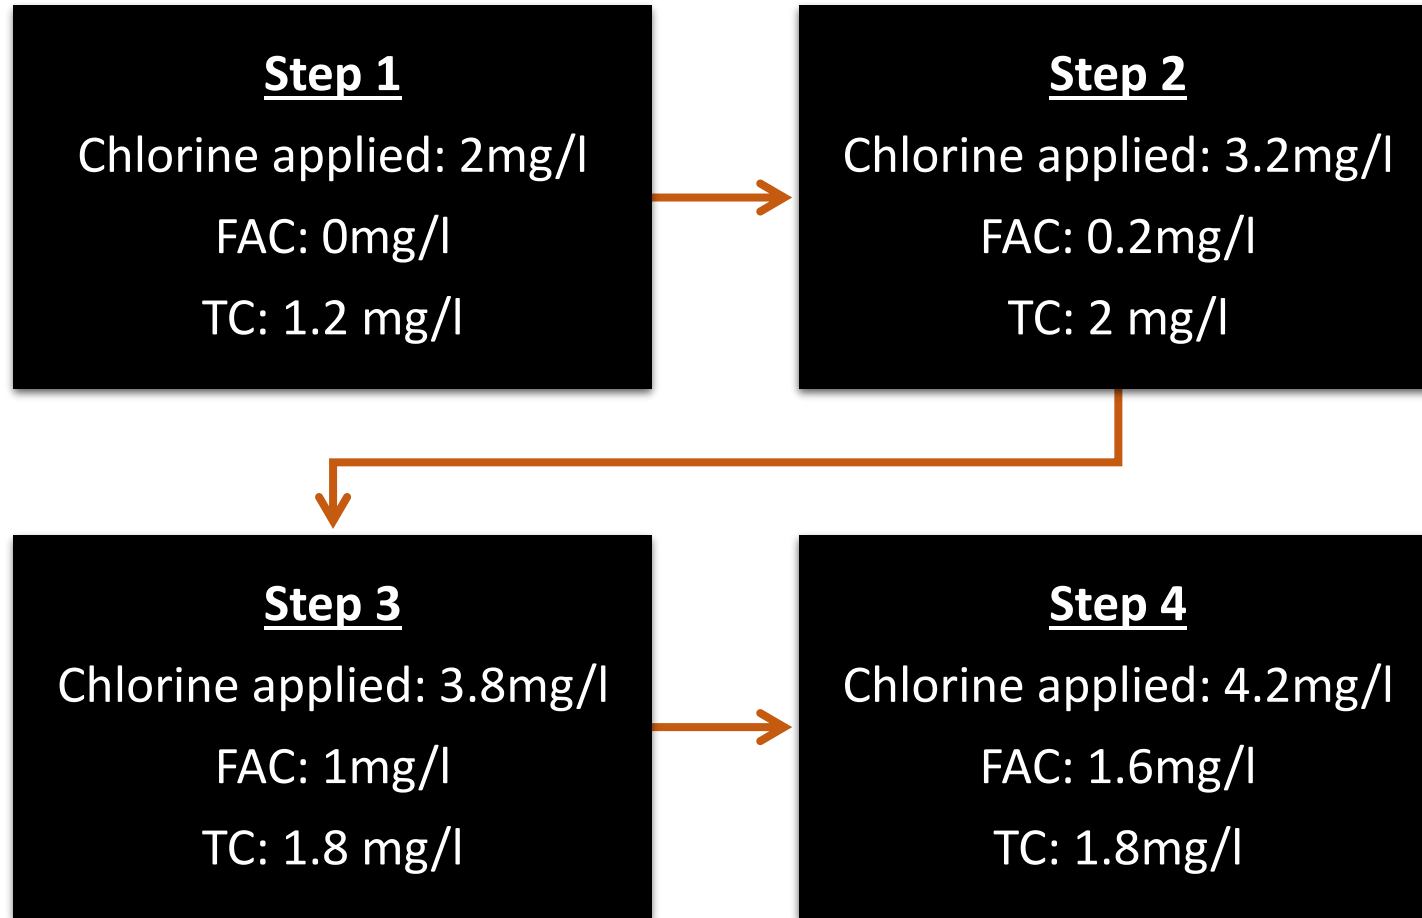 Step 1
Chlorine applied: 2mg/l
FAC: 0mg/l
TC: 1.2 mg/l
Step 2
Chlorine applied: 3.2mg/l
FAC: 0.2mg/l
TC: 2 mg/l
Step 3
Chlorine applied: 3.8mg/l
FAC: 1mg/l
TC: 1.8 mg/l
Step 4
Chlorine applied: 4.2mg/l
FAC: 1.6mg/l
TC: 1.8mg/l